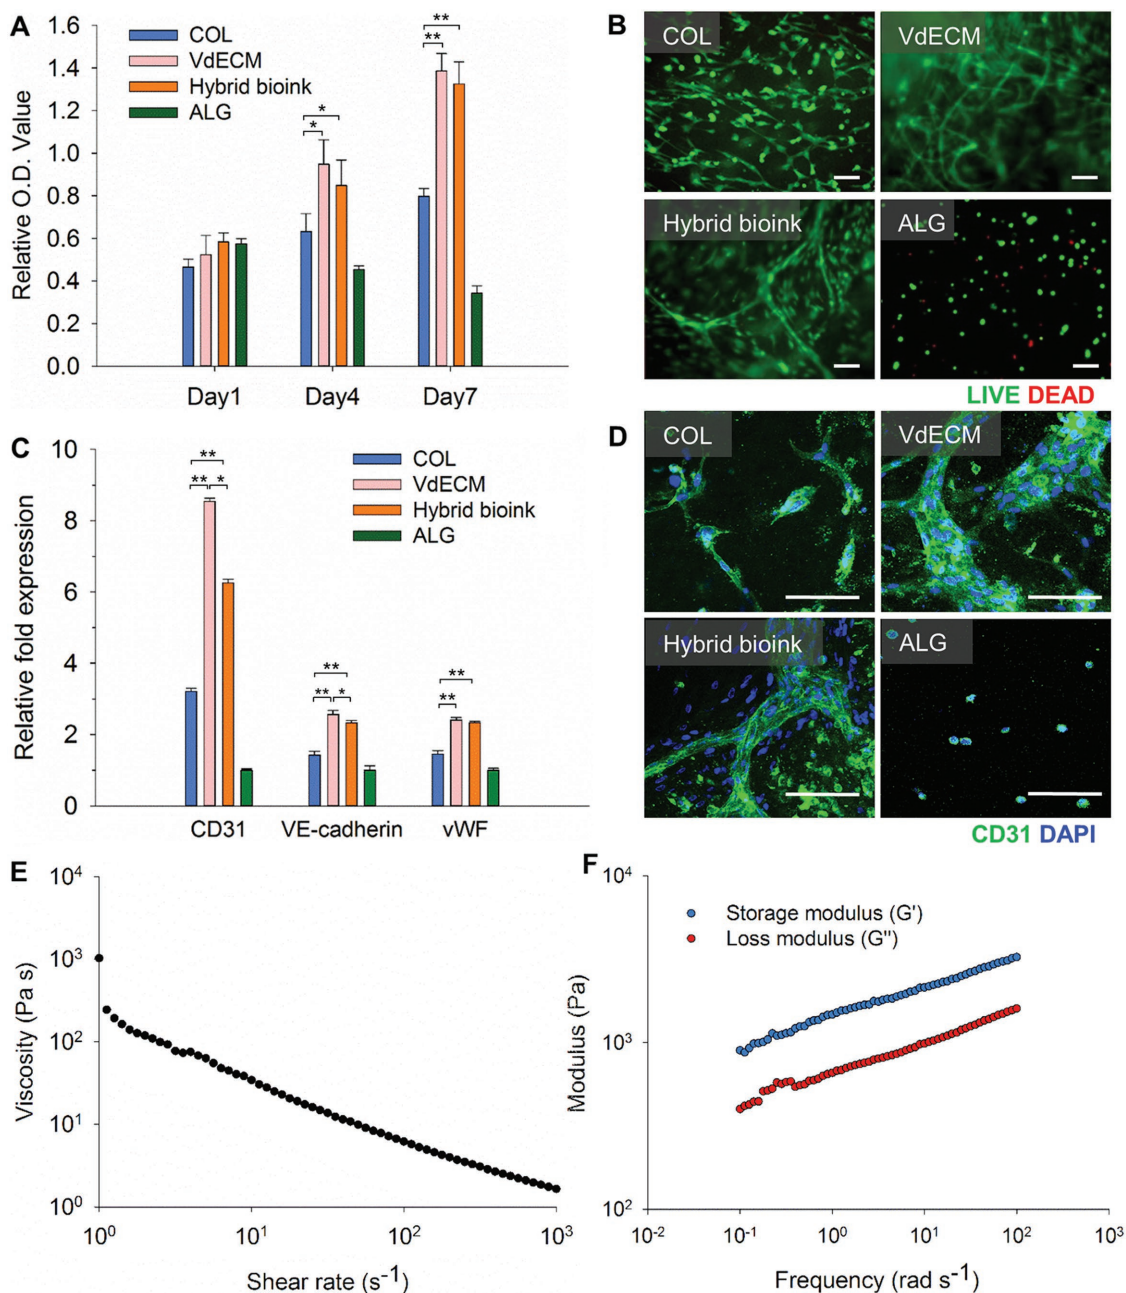 A
1.6
1.4
1.2
1.0
0.8
0.6
0.4
0.2
0.0
Relative O.D. Value
COL
VdECM
Hybrid bioink
ALG
*
*
**
**
Day1 Day4 Day7
B
COL
VdECM
Hybrid bioink
ALG
LIVE DEAD
C
10
8
6
4
2
0
Relative fold expression
COL
VdECM
Hybrid bioink
ALG
**
** *
**
** *
**
**
CD31 VE-cadherin vWF
D
COL
VdECM
Hybrid bioink
ALG
CD31 DAPI
E
10⁴
10³
10²
10¹
10⁰
Viscosity (Pa s)
10⁰ 10¹ 10² 10³
Shear rate (s⁻¹)
F
10⁴
10³
10²
Modulus (Pa)
Storage modulus (G')
Loss modulus (G'')
10⁻² 10⁻¹ 10⁰ 10¹ 10² 10³
Frequency (rad s⁻¹)